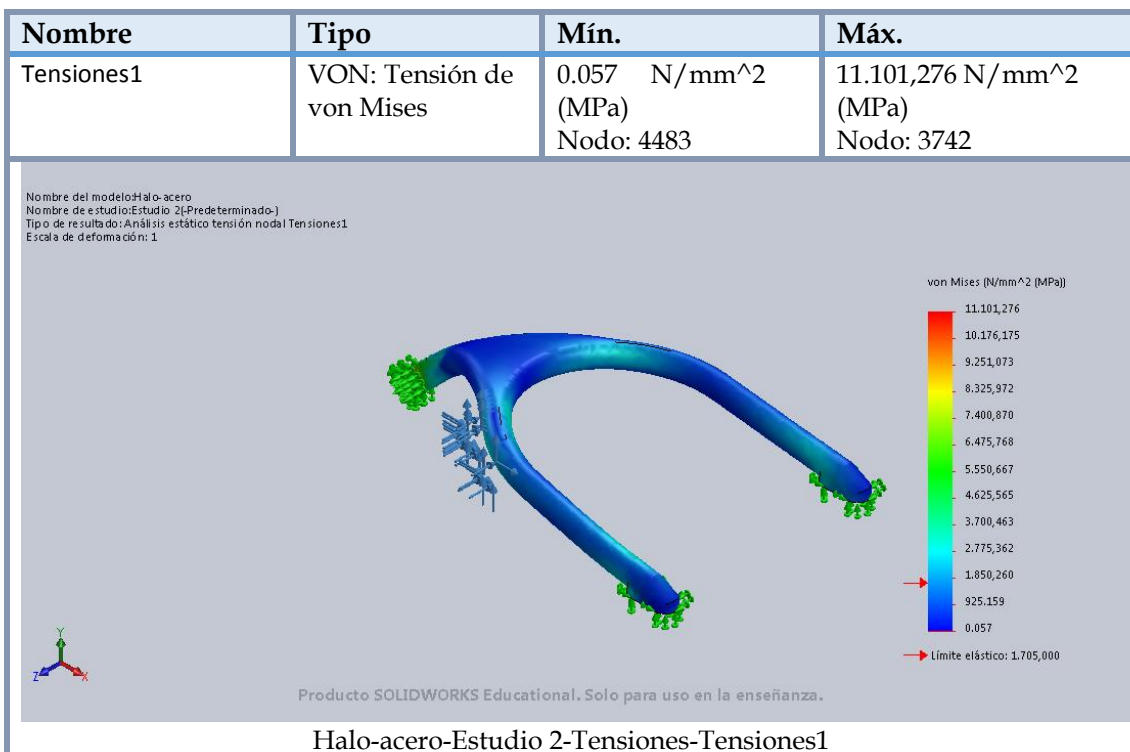 Nombre Tipo Mín. Máx.
Tensiones1 VON: Tensión de 0.057 N/mm^2 11.101,276 N/mm^2
von Mises (MPa) (MPa)
Nodo: 4483 Nodo: 3742
Nombre del modelo:Halo-acero
Nombre de estudio:Estudio 2(-Predeterminado-)
Tipo de resultado: Análisis estático tensión nodal Tensiones1
Escala de deformación: 1
von Mises (N/mm^2 (MPa))
11.101,276
10.176,175
9.251,073
8.325,972
7.400,870
6.475,768
5.550,667
4.625,565
3.700,463
2.775,362
1.850,260
925.159
0.057
Límite elástico: 1.705,000
Y
Z X
Producto SOLIDWORKS Educational. Solo para uso en la enseñanza.
Halo-acero-Estudio 2-Tensiones-Tensiones1